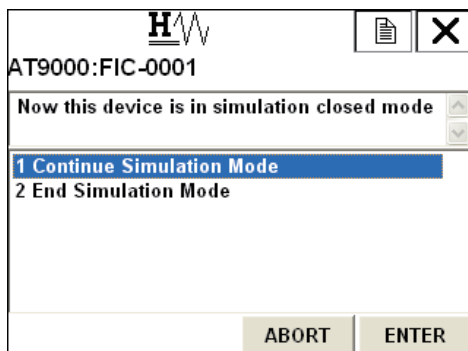 H
AT9000:FIC-0001
Now this device is in simulation closed mode
1 Continue Simulation Mode
2 End Simulation Mode
ABORT ENTER